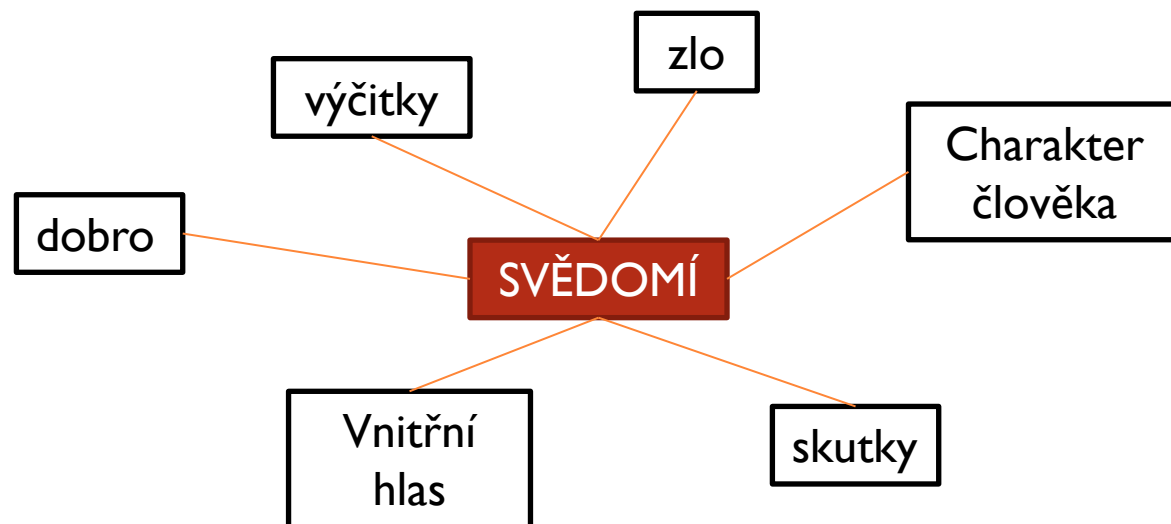 zlo
výčitky
Charakter
člověka
dobro
SVĚDOMÍ
Vnitřní
hlas
skutky